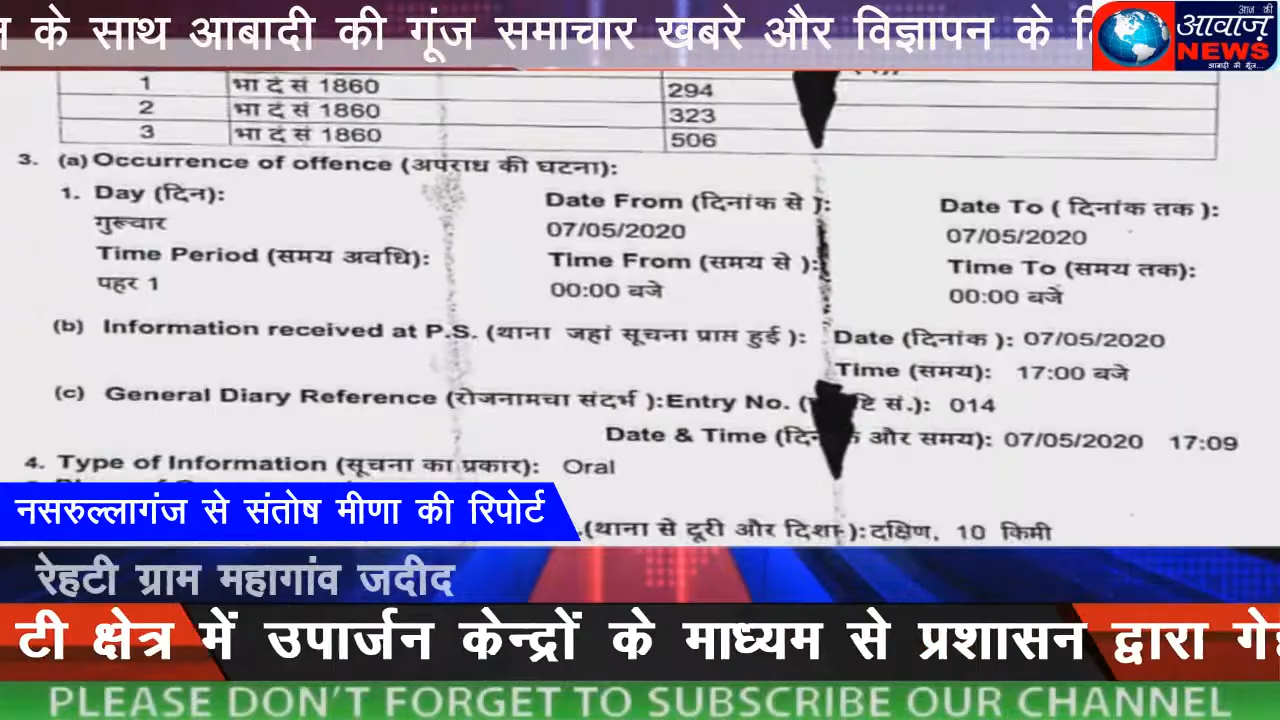 के साथ आबादी की गूंज समाचार खबरे और विज्ञापन के
आज की
आवाज़
NEWS
आबादी की गूंज...
1 भा दं सं 1860 294
2 भा दं सं 1860 323
3 भा दं सं 1860 506
3. (a) Occurrence of offence (अपराध की घटना):
1. Day (दिन): Date From (दिनांक से ): Date To ( दिनांक तक ):
गुरूवार 07/05/2020 07/05/2020
Time Period (समय अवधि): Time From (समय से ): Time To (समय तक):
पहर 1 00:00 बजे 00:00 बजे
(b) Information received at P.S. (थाना जहां सूचना प्राप्त हुई ): Date (दिनांक ): 07/05/2020
Time (समय): 17:00 बजे
(c) General Diary Reference (रोजनामचा संदर्भ ): Entry No. ( सं.): 014
Date & Time (दिनांक और समय): 07/05/2020 17:09
4. Type of Information (सूचना का प्रकार): Oral
नसरुल्लागंज से संतोष मीणा की रिपोर्ट
(थाना से दूरी और दिशा ): दक्षिण, 10 किमी
रेहटी ग्राम महागांव जदीद
टी क्षेत्र में उपार्जन केन्द्रों के माध्यम से प्रशासन द्वारा
PLEASE DON'T FORGET TO SUBSCRIBE OUR CHANNEL